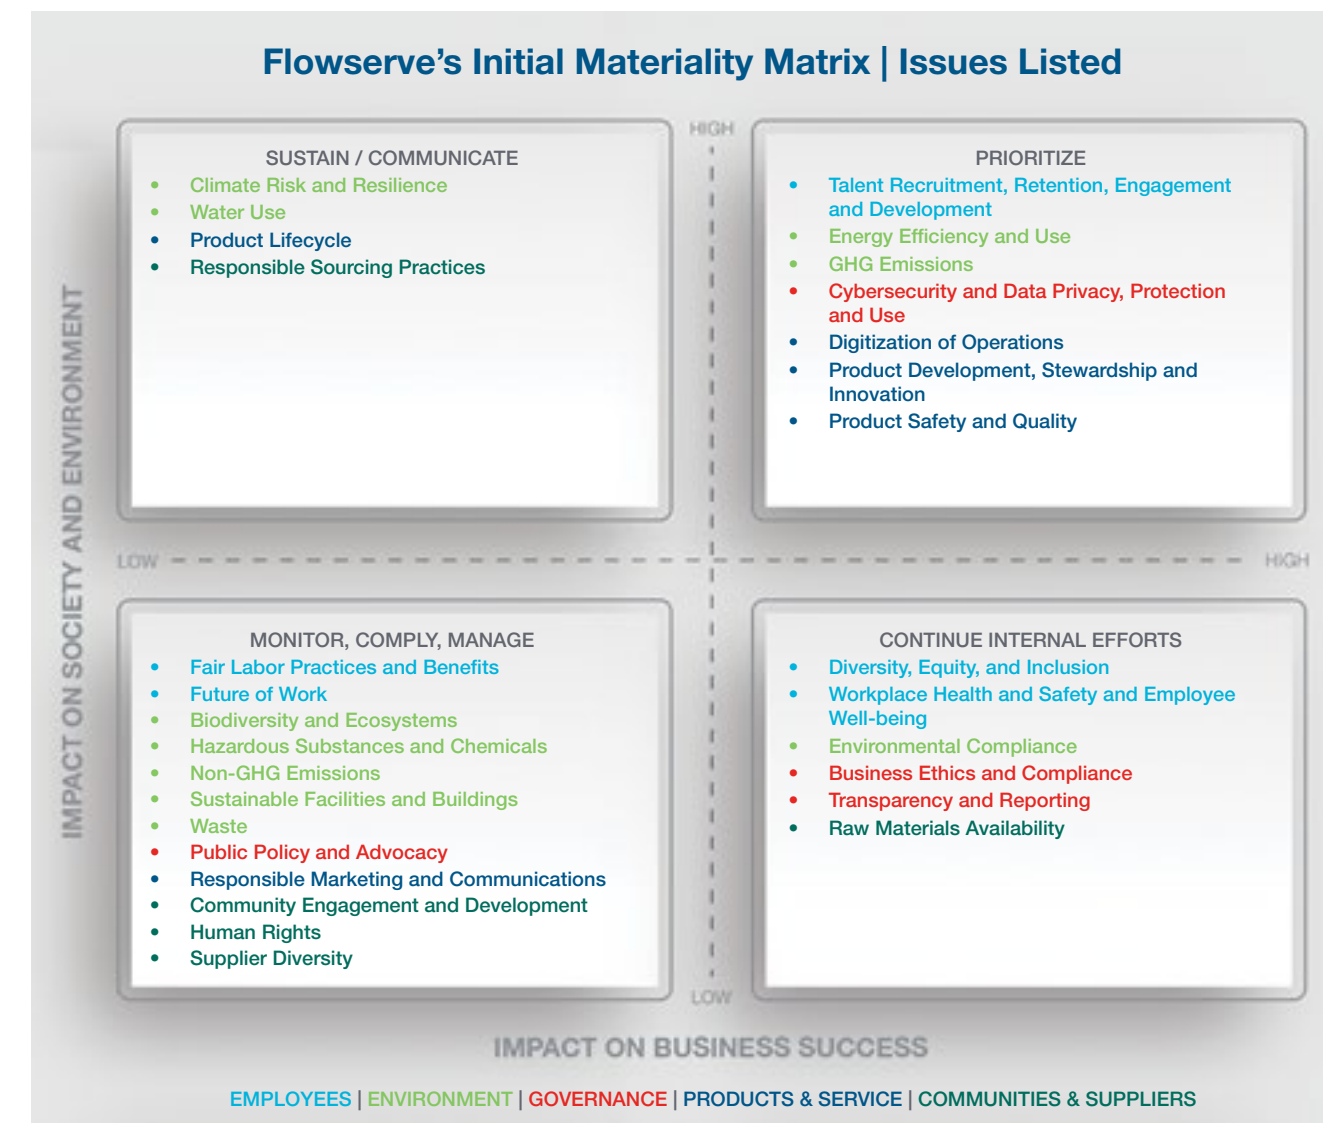 Flowserve’s Initial Materiality Matrix | Issues Listed
HIGH
IMPACT ON SOCIETY AND ENVIRONMENT
SUSTAIN / COMMUNICATE
• Climate Risk and Resilience
• Water Use
• Product Lifecycle
• Responsible Sourcing Practices
PRIORITIZE
• Talent Recruitment, Retention, Engagement
and Development
• Energy Efficiency and Use
• GHG Emissions
• Cybersecurity and Data Privacy, Protection
and Use
• Digitization of Operations
• Product Development, Stewardship and
Innovation
• Product Safety and Quality
LOW
HIGH
MONITOR, COMPLY, MANAGE
• Fair Labor Practices and Benefits
• Future of Work
• Biodiversity and Ecosystems
• Hazardous Substances and Chemicals
• Non-GHG Emissions
• Sustainable Facilities and Buildings
• Waste
• Public Policy and Advocacy
• Responsible Marketing and Communications
• Community Engagement and Development
• Human Rights
• Supplier Diversity
CONTINUE INTERNAL EFFORTS
• Diversity, Equity, and Inclusion
• Workplace Health and Safety and Employee
Well-being
• Environmental Compliance
• Business Ethics and Compliance
• Transparency and Reporting
• Raw Materials Availability
LOW
IMPACT ON BUSINESS SUCCESS
EMPLOYEES | ENVIRONMENT | GOVERNANCE | PRODUCTS & SERVICE | COMMUNITIES & SUPPLIERS